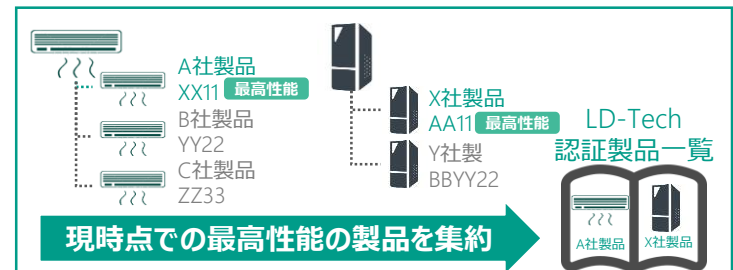 A社製品
XX11 最高性能
B社製品
YY22
C社製品
ZZ33
X社製品
AA11 最高性能
Y社製
BBYY22
LD-Tech
認証製品一覧
A社製品 X社製品
現時点での最高性能の製品を集約